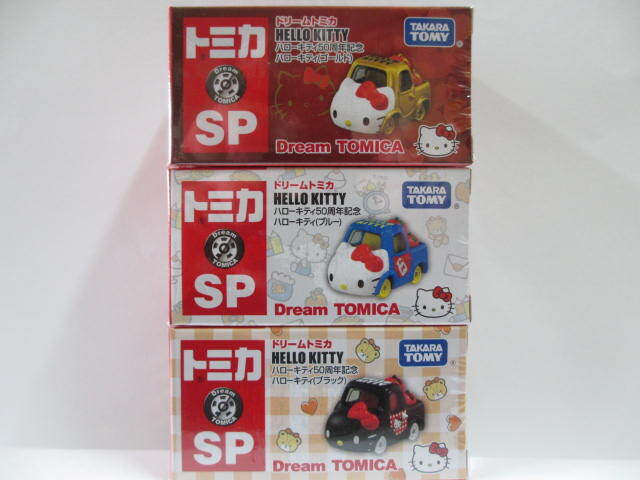 トミカ
Dream
TOMICA
SP
ドリームトミカ
HELLO KITTY
ハローキティ50周年記念
ハローキティ(ゴールド)
TAKARA
TOMY
Dream TOMICA
トミカ
Dream
TOMICA
SP
ドリームトミカ
HELLO KITTY
ハローキティ50周年記念
ハローキティ(ブルー)
TAKARA
TOMY
Dream TOMICA
トミカ
Dream
TOMICA
SP
ドリームトミカ
HELLO KITTY
ハローキティ50周年記念
ハローキティ(ブラック)
TAKARA
TOMY
Dream TOMICA